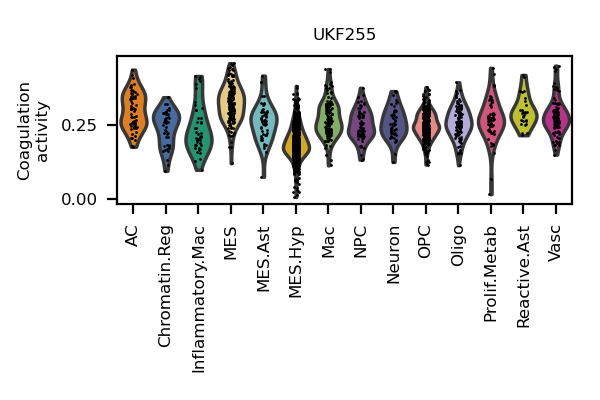 UKF255
Coagulation
activity
0.25
0.00
AC
Chromatin.Reg
Inflammatory.Mac
MES
MES.Ast
MES.Hyp
Mac
NPC
Neuron
OPC
Oligo
Prolif.Metab
Reactive.Ast
Vasc